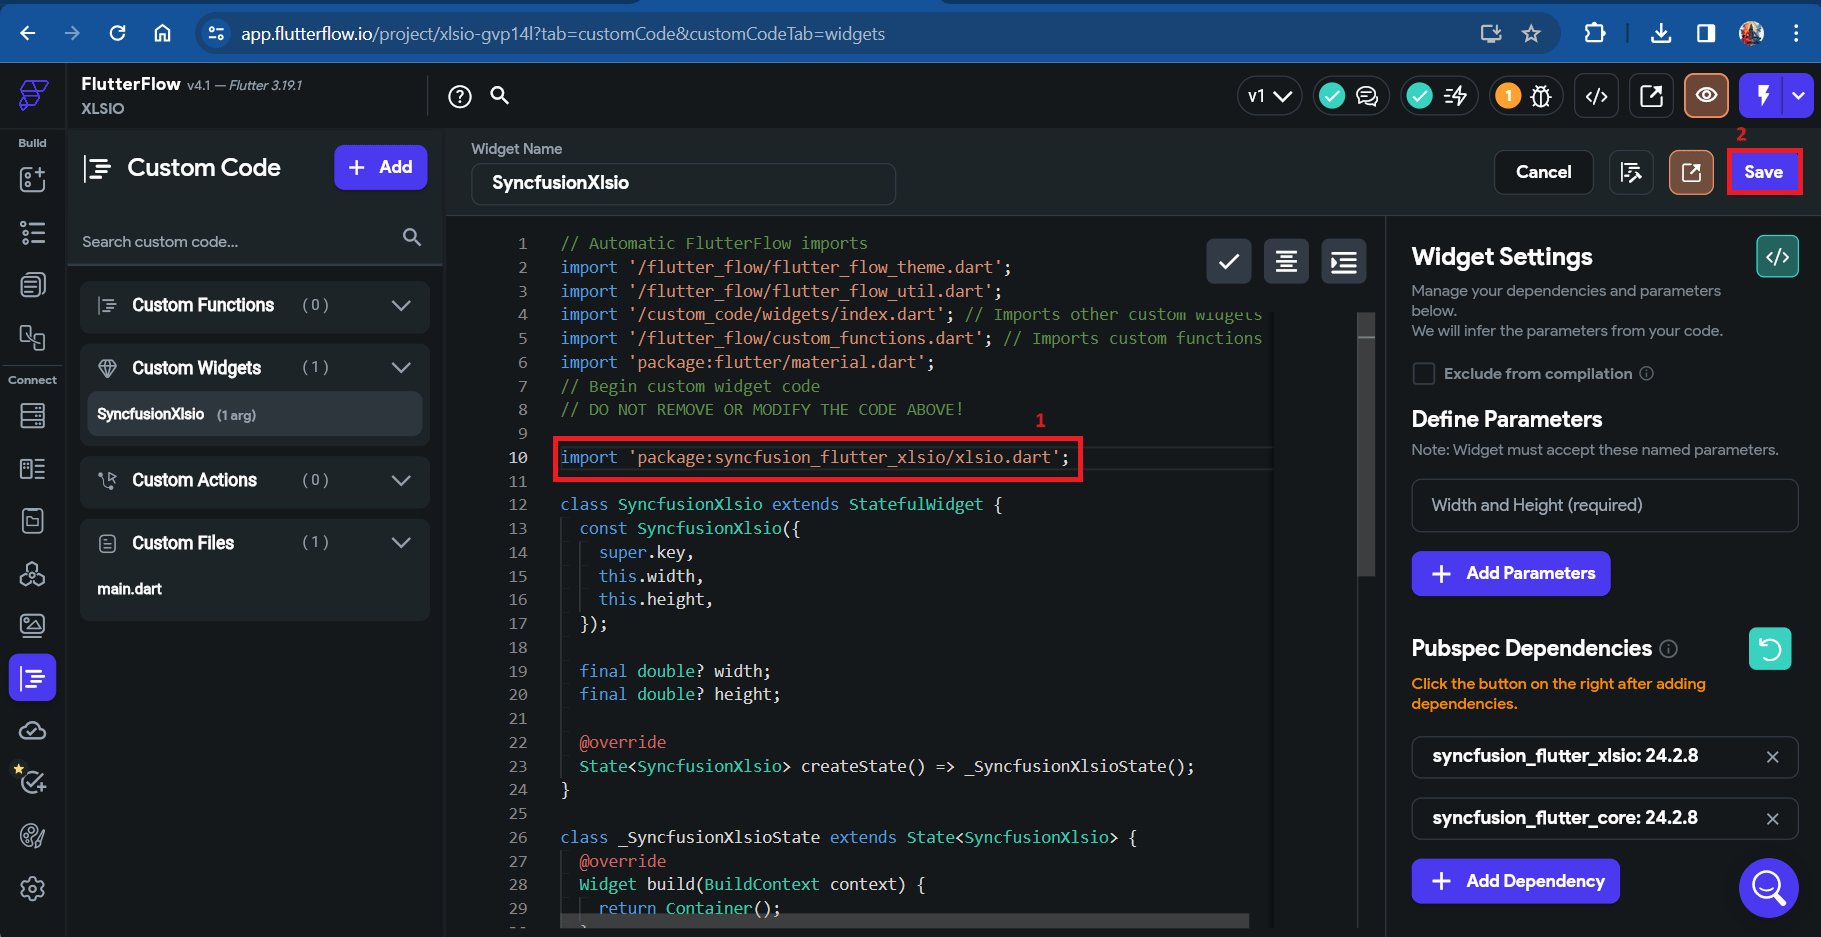 app.flutterflow.io/project/xlsio-gvp14l?tab=customCode&customCodeTab=widgets
FlutterFlow v4.1 — Flutter 3.19.1
XLSIO
v1
1
2
Build
Connect
Custom Code
+ Add
Search custom code...
Custom Functions (0)
Custom Widgets (1)
SyncfusionXlsio (1 arg)
Custom Actions (0)
Custom Files (1)
main.dart
Widget Name
SyncfusionXlsio
Cancel
Save
1 // Automatic FlutterFlow imports
2 import '/flutter_flow/flutter_flow_theme.dart';
3 import '/flutter_flow/flutter_flow_util.dart';
4 import '/custom_code/widgets/index.dart'; // Imports other custom widgets
5 import '/flutter_flow/custom_functions.dart'; // Imports custom functions
6 import 'package:flutter/material.dart';
7 // Begin custom widget code
8 // DO NOT REMOVE OR MODIFY THE CODE ABOVE!
9
1
10 import 'package:syncfusion_flutter_xlsio/xlsio.dart';
11
12 class SyncfusionXlsio extends StatefulWidget {
13 const SyncfusionXlsio({
14 super.key,
15 this.width,
16 this.height,
17 });
18
19 final double? width;
20 final double? height;
21
22 @override
23 State<SyncfusionXlsio> createState() => _SyncfusionXlsioState();
24 }
25
26 class _SyncfusionXlsioState extends State<SyncfusionXlsio> {
27 @override
28 Widget build(BuildContext context) {
29 return Container();
Widget Settings
Manage your dependencies and parameters
below.
We will infer the parameters from your code.
Exclude from compilation
Define Parameters
Note: Widget must accept these named parameters.
Width and Height (required)
+ Add Parameters
Pubspec Dependencies
Click the button on the right after adding
dependencies.
syncfusion_flutter_xlsio: 24.2.8
syncfusion_flutter_core: 24.2.8
+ Add Dependency